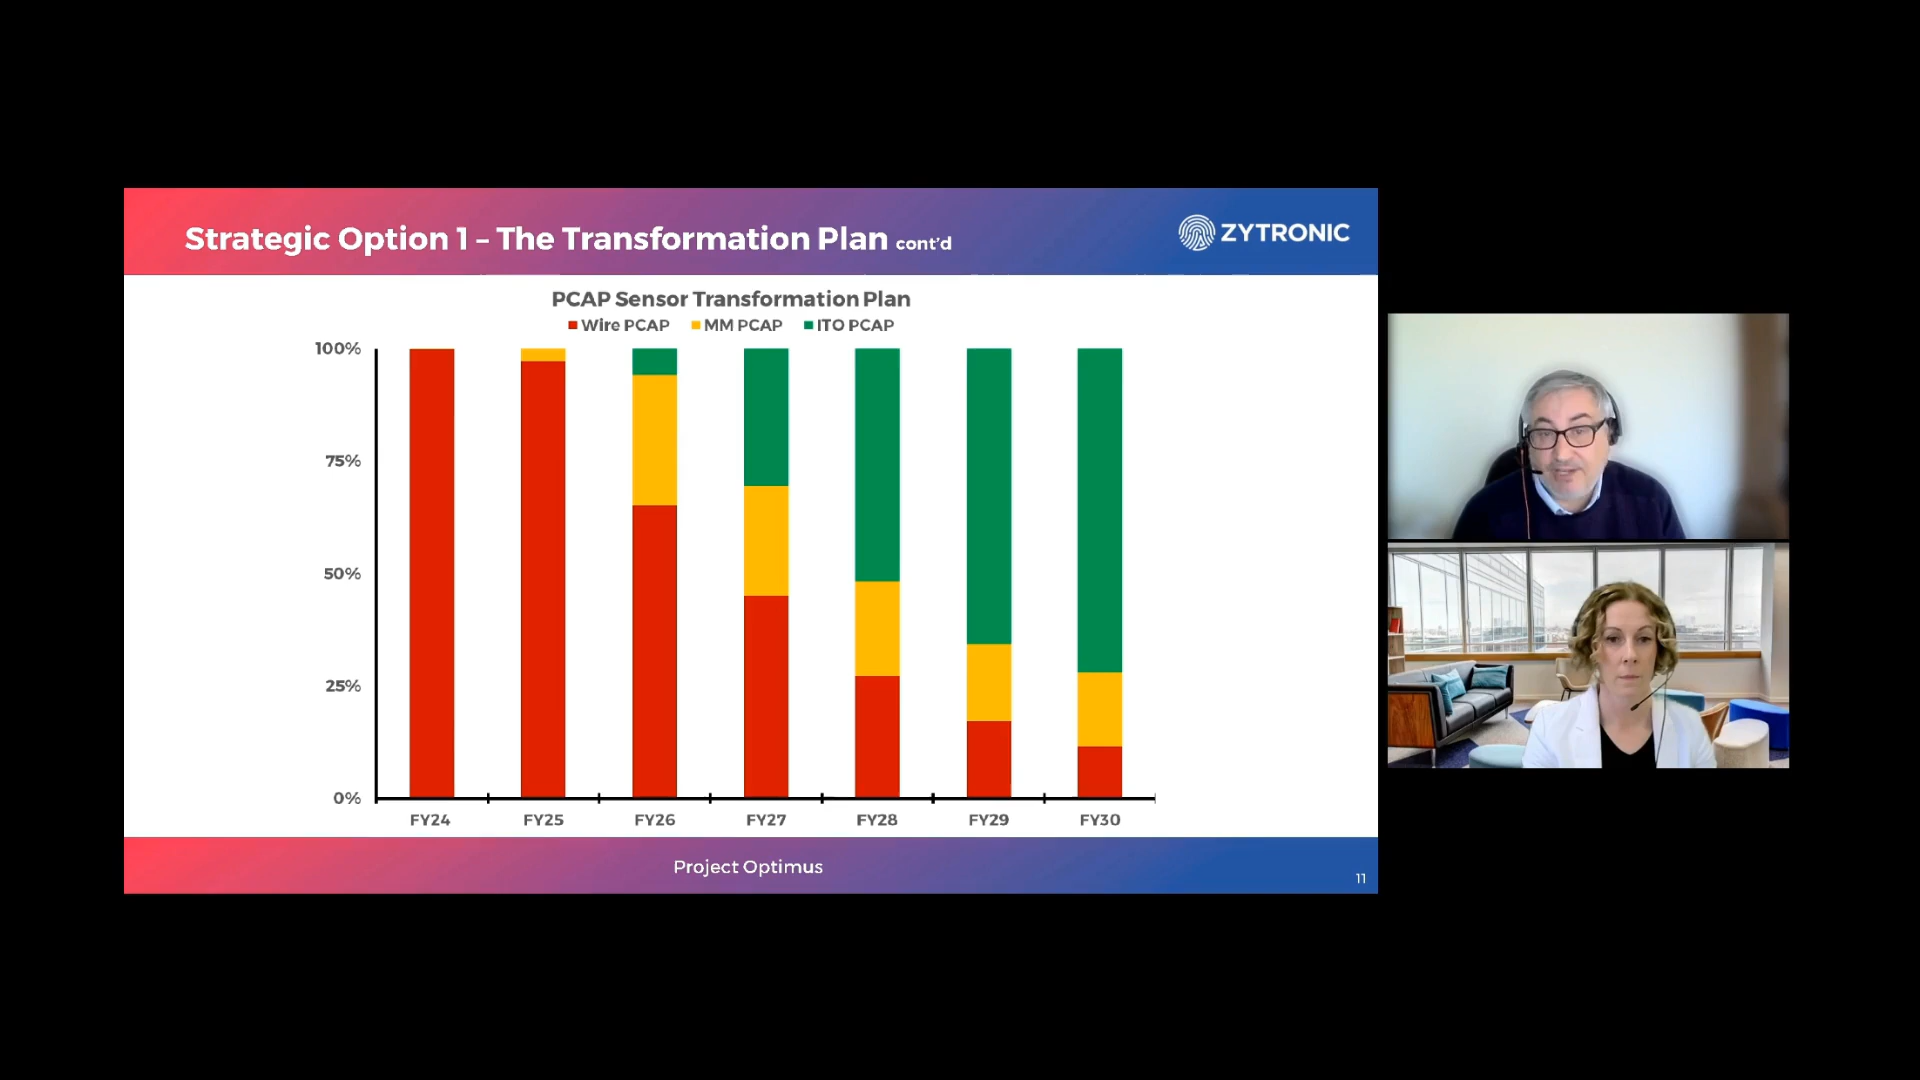 Strategic Option 1 – The Transformation Plan cont'd
ZYTRONIC
PCAP Sensor Transformation Plan
Wire PCAP MM PCAP ITO PCAP
100%
75%
50%
25%
0%
FY24 FY25 FY26 FY27 FY28 FY29 FY30
Project Optimus
11